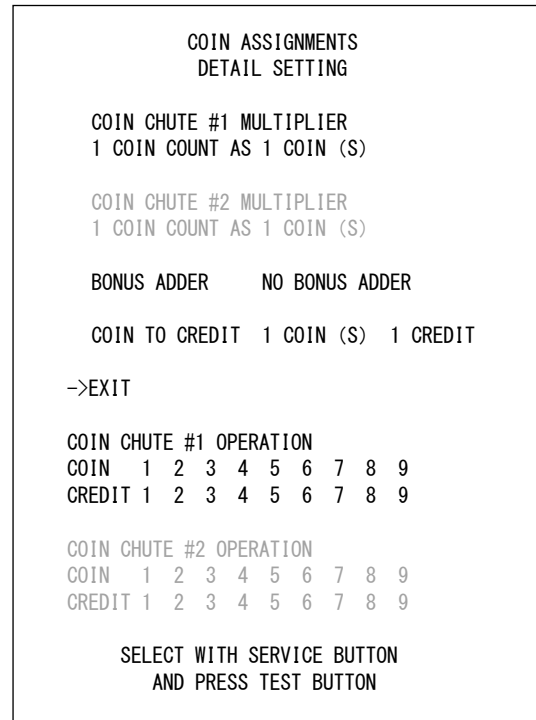 COIN ASSIGNMENTS
DETAIL SETTING
COIN CHUTE #1 MULTIPLIER
1 COIN COUNT AS 1 COIN (S)
COIN CHUTE #2 MULTIPLIER
1 COIN COUNT AS 1 COIN (S)
BONUS ADDER NO BONUS ADDER
COIN TO CREDIT 1 COIN (S) 1 CREDIT
->EXIT
COIN CHUTE #1 OPERATION
COIN 1 2 3 4 5 6 7 8 9
CREDIT 1 2 3 4 5 6 7 8 9
COIN CHUTE #2 OPERATION
COIN 1 2 3 4 5 6 7 8 9
CREDIT 1 2 3 4 5 6 7 8 9
SELECT WITH SERVICE BUTTON
AND PRESS TEST BUTTON